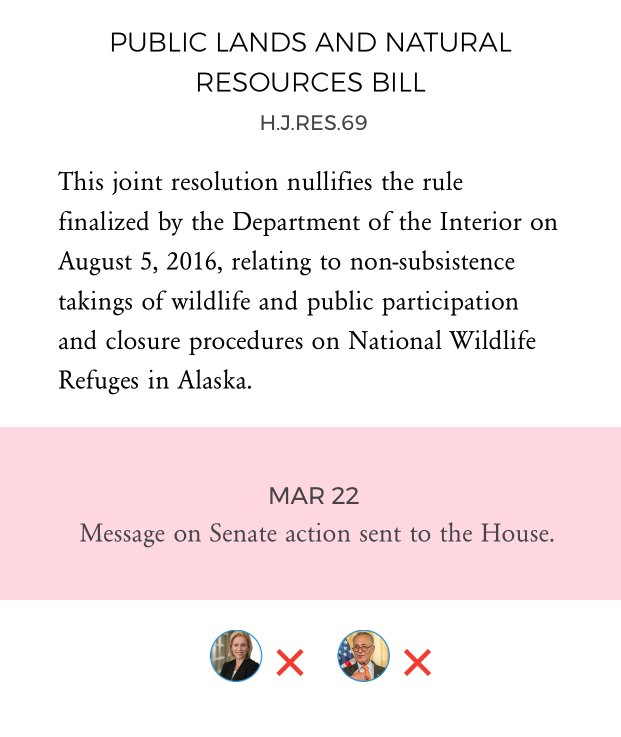 PUBLIC LANDS AND NATURAL
RESOURCES BILL
H.J.RES.69
This joint resolution nullifies the rule
finalized by the Department of the Interior on
August 5, 2016, relating to non-subsistence
takings of wildlife and public participation
and closure procedures on National Wildlife
Refuges in Alaska.
MAR 22
Message on Senate action sent to the House.